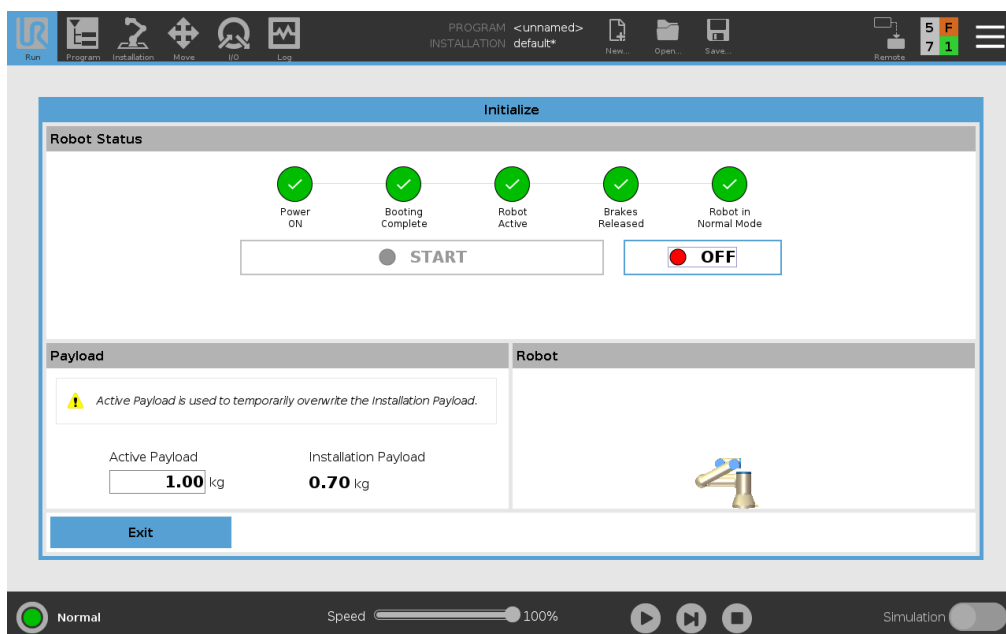 UR
PROGRAM <unnamed>
INSTALLATION default*
Run
Program
Installation
Move
I/O
Log
New...
Open...
Save...
Remote
5 F
7 1
Initialize
Robot Status
Power
ON
Booting
Complete
Robot
Active
Brakes
Released
Robot in
Normal Mode
START
OFF
Payload
Robot
Active Payload is used to temporarily overwrite the Installation Payload.
Active Payload
Installation Payload
1.00 kg
0.70 kg
Exit
Normal
Speed
100%
Simulation